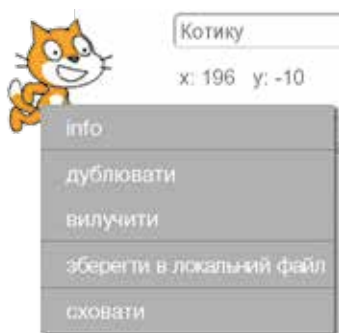 Котику
x: 196 y: -10
info
дублювати
вилучити
зберегти в локальний файл
сховати